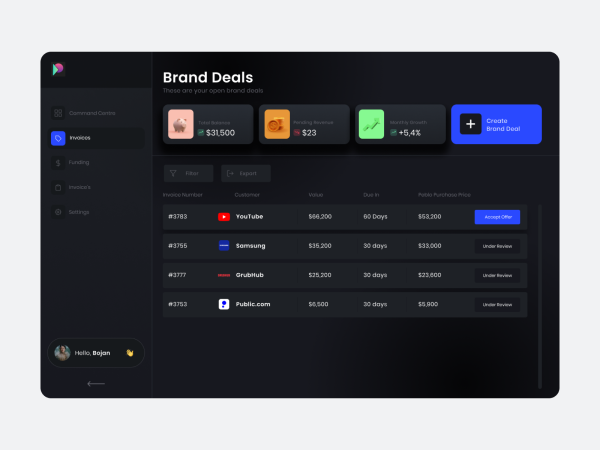 Brand Deals
These are your open brand deals
Command Centre
Invoices
Funding
Invoice's
Settings
Hello, Bojan
Total Balance
$31,500
Pending Revenue
$23
Monthly Growth
+5,4%
Create
Brand Deal
Filter
Export
Invoice Number Customer Value Due In Pablo Purchase Price
#3783 YouTube $66,200 60 Days $53,200 Accept Offer
#3755 Samsung $35,200 30 days $33,000 Under Review
#3777 GrubHub $25,200 30 days $23,600 Under Review
#3753 Public.com $6,500 30 days $5,900 Under Review